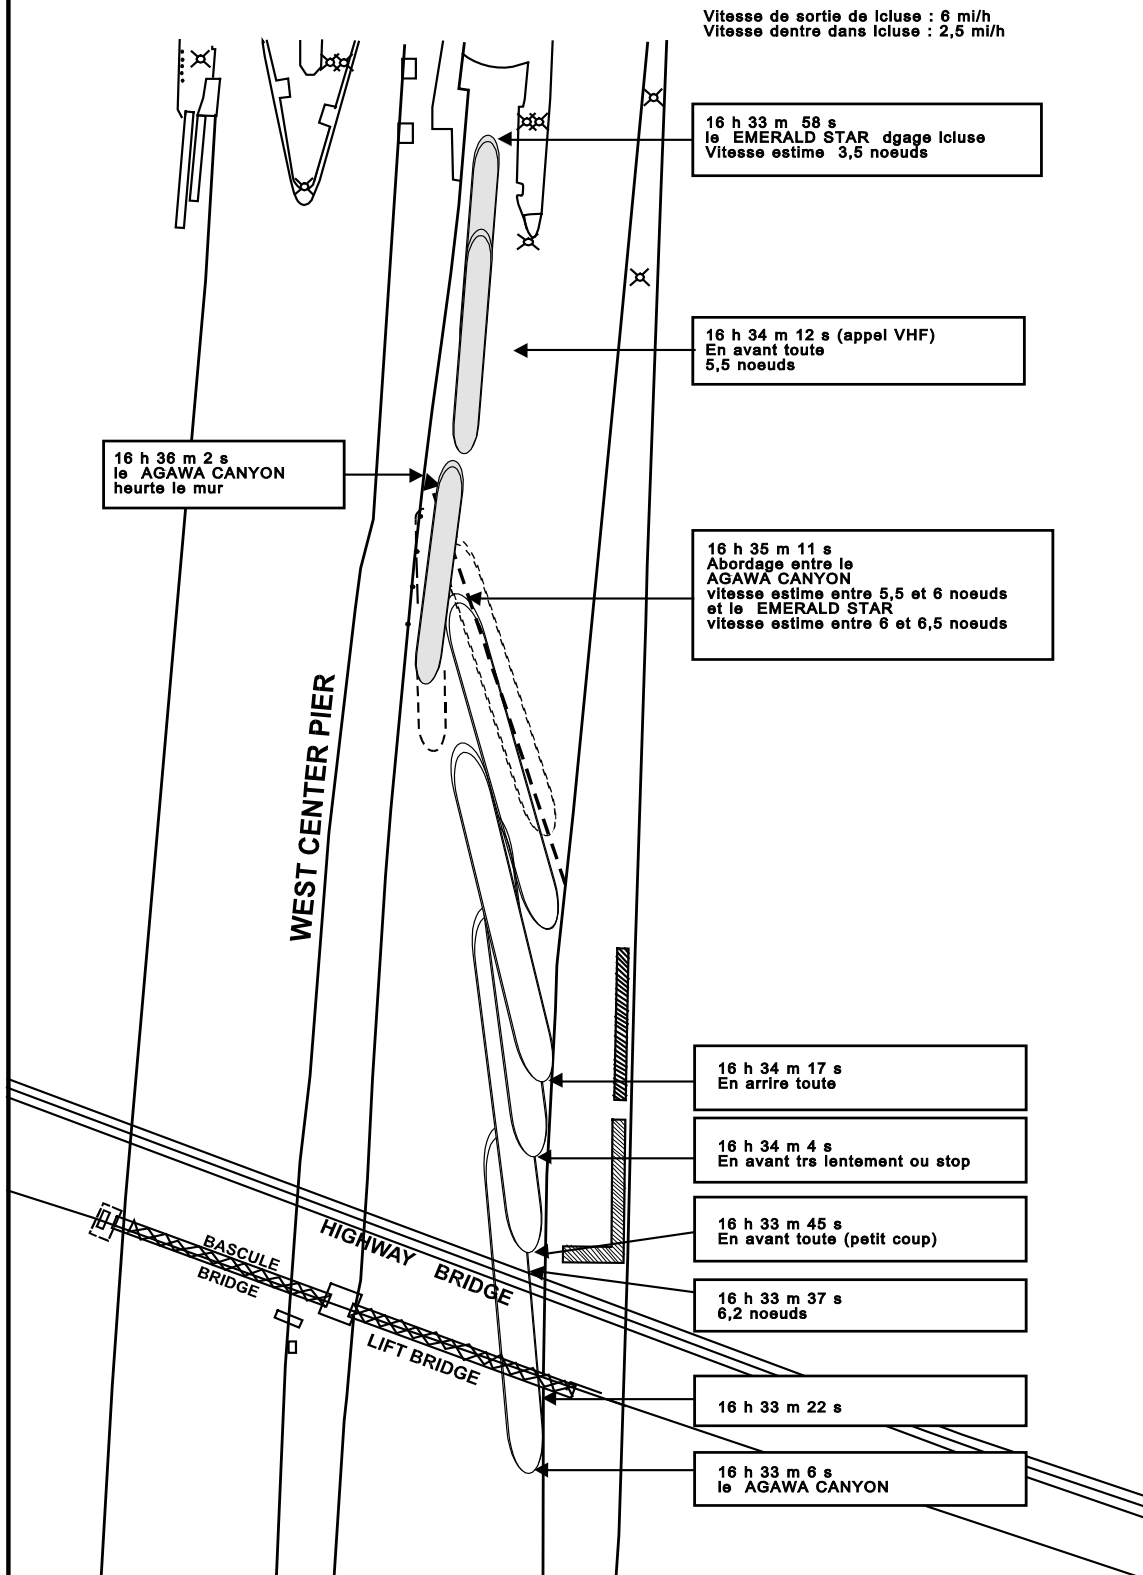 Vitesse de sortie de lcluse : 6 mi/h
Vitesse dentre dans lcluse : 2,5 mi/h
16 h 33 m 58 s
le EMERALD STAR dgage lcluse
Vitesse estime 3,5 noeuds
16 h 34 m 12 s (appel VHF)
En avant toute
5,5 noeuds
16 h 36 m 2 s
le AGAWA CANYON
heurte le mur
16 h 35 m 11 s
Abordage entre le
AGAWA CANYON
vitesse estime entre 5,5 et 6 noeuds
et le EMERALD STAR
vitesse estime entre 6 et 6,5 noeuds
WEST CENTER PIER
16 h 34 m 17 s
En arrire toute
16 h 34 m 4 s
En avant trs lentement ou stop
16 h 33 m 45 s
En avant toute (petit coup)
HIGHWAY BRIDGE
BASCULE
BRIDGE
16 h 33 m 37 s
6,2 noeuds
LIFT BRIDGE
16 h 33 m 22 s
16 h 33 m 6 s
le AGAWA CANYON